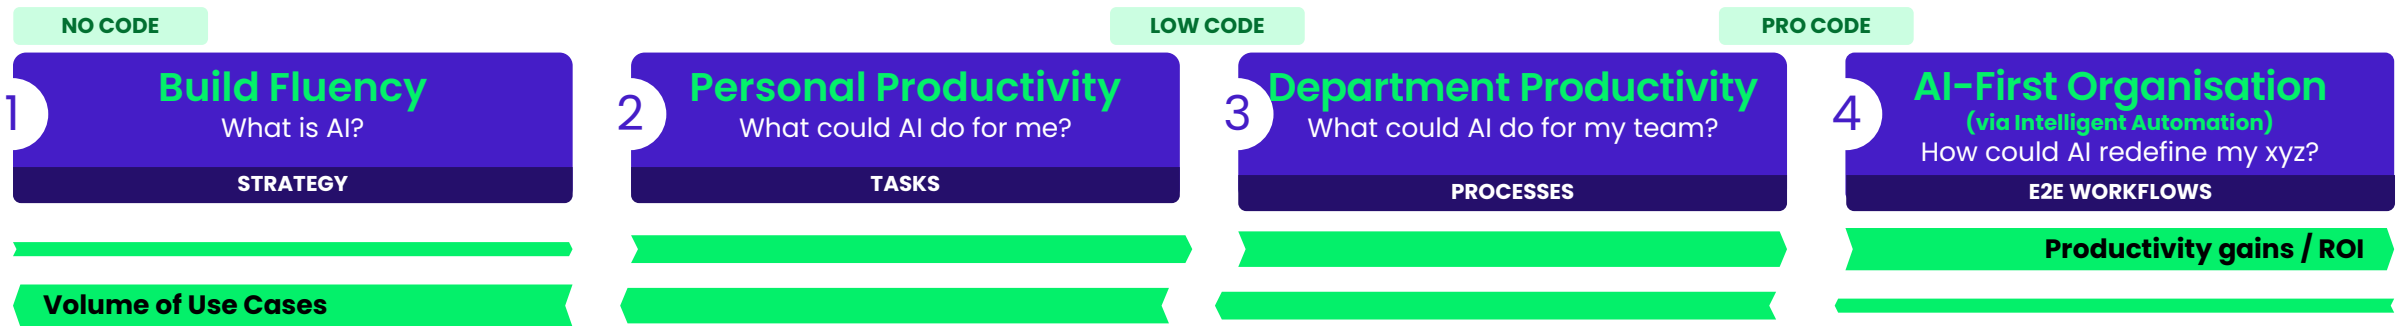 NO CODE
LOW CODE
PRO CODE
1
Build Fluency
What is AI?
STRATEGY
2
Personal Productivity
What could AI do for me?
TASKS
3
Department Productivity
What could AI do for my team?
PROCESSES
4
AI-First Organisation
(via Intelligent Automation)
How could AI redefine my xyz?
E2E WORKFLOWS
Productivity gains / ROI
Volume of Use Cases